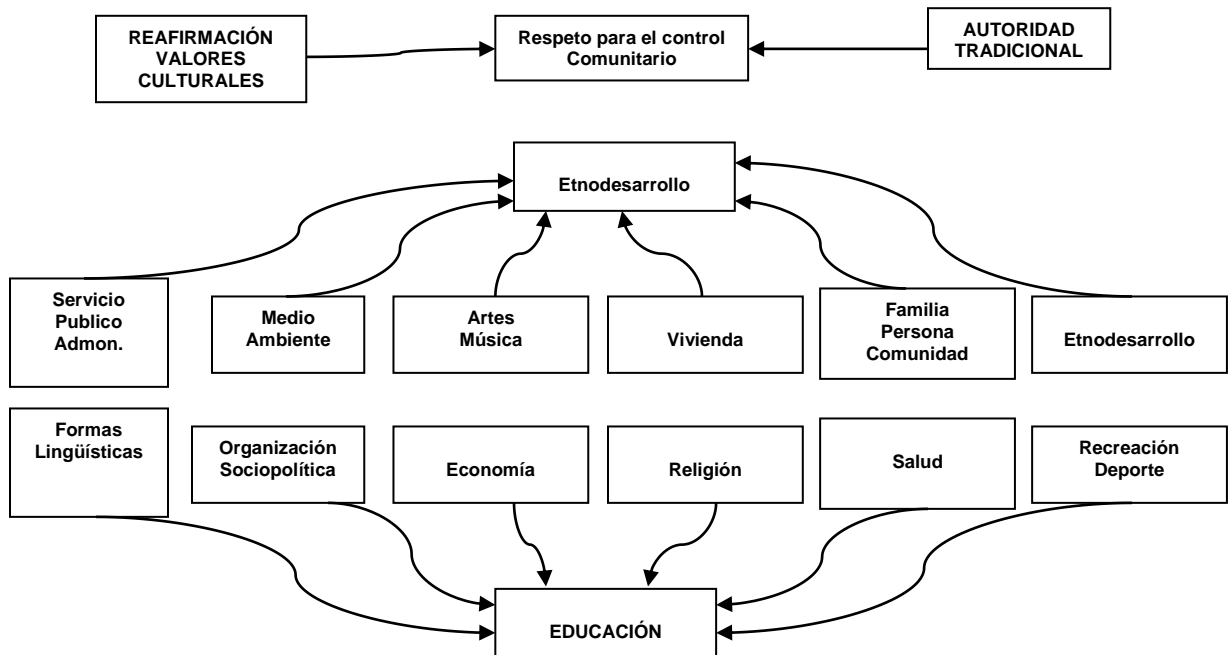 REAFIRMACIÓN
VALORES
CULTURALES
Respeto para el control
Comunitario
AUTORIDAD
TRADICIONAL
Etnodesarrollo
Servicio
Publico
Admon.
Medio
Ambiente
Artes
Música
Vivienda
Familia
Persona
Comunidad
Etnodesarrollo
Formas
Lingüísticas
Organización
Sociopolítica
Economía
Religión
Salud
Recreación
Deporte
EDUCACIÓN